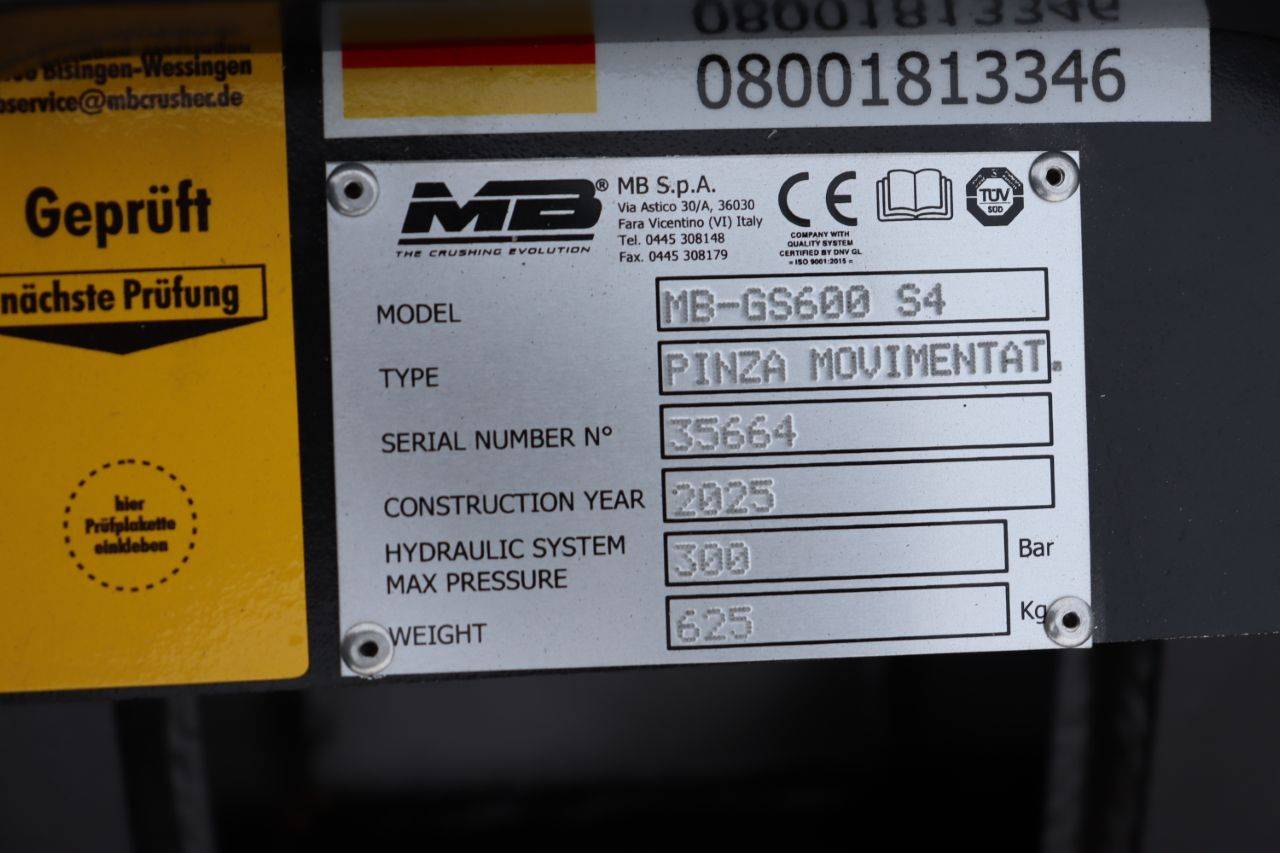 08001813346
Bisingen-Wessingen
service@mbcrusher.de
Geprüft
nächste Prüfung
hier
Prüfplakette
einkleben
MB®
THE CRUSHING EVOLUTION
MB S.p.A.
Via Astico 30/A, 36030
Fara Vicentino (VI) Italy
Tel. 0445 308148
Fax. 0445 308179
CE
COMPANY WITH
QUALITY SYSTEM
CERTIFIED BY DNV GL
= ISO 9001:2015 =
TÜV
SÜD
MODEL MB-GS600 S4
TYPE PINZA MOVIMENTAT.
SERIAL NUMBER N° 35664
CONSTRUCTION YEAR 2025
HYDRAULIC SYSTEM
MAX PRESSURE 300 Bar
WEIGHT 625 Kg